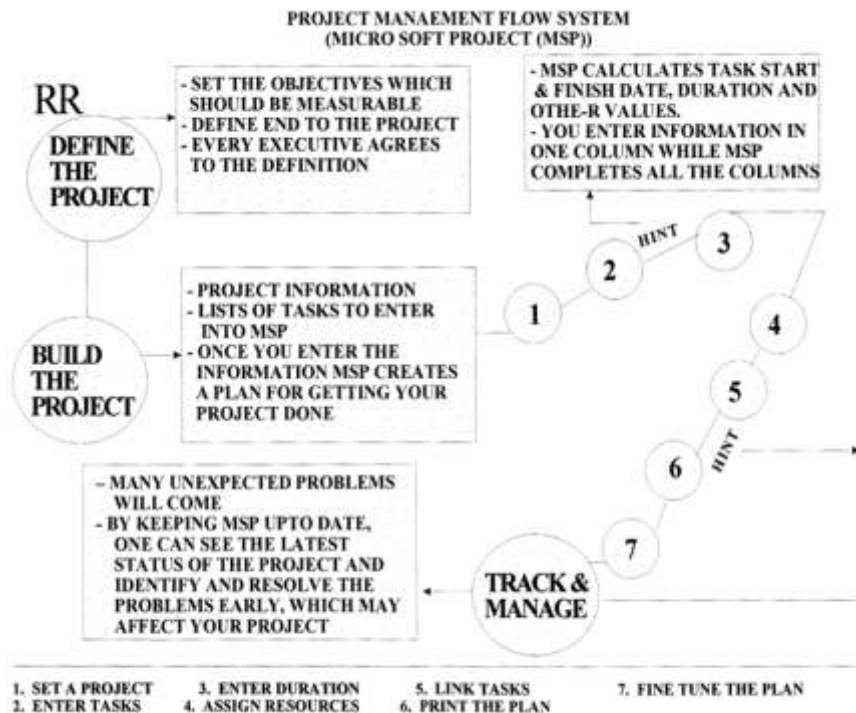 PROJECT MANAEMENT FLOW SYSTEM
(MICRO SOFT PROJECT (MSP))
RR
DEFINE
THE
PROJECT
- SET THE OBJECTIVES WHICH
SHOULD BE MEASURABLE
- DEFINE END TO THE PROJECT
- EVERY EXECUTIVE AGREES
TO THE DEFINITION
- MSP CALCULATES TASK START
& FINISH DATE, DURATION AND
OTHE-R VALUES.
- YOU ENTER INFORMATION IN
ONE COLUMN WHILE MSP
COMPLETES ALL THE COLUMNS
BUILD
THE
PROJECT
- PROJECT INFORMATION
- LISTS OF TASKS TO ENTER
INTO MSP
- ONCE YOU ENTER THE
INFORMATION MSP CREATES
A PLAN FOR GETTING YOUR
PROJECT DONE
1
2
HINT
3
4
5
HINT
6
7
TRACK &
MANAGE
– MANY UNEXPECTED PROBLEMS
WILL COME
- BY KEEPING MSP UPTO DATE,
ONE CAN SEE THE LATEST
STATUS OF THE PROJECT AND
IDENTIFY AND RESOLVE THE
PROBLEMS EARLY, WHICH MAY
AFFECT YOUR PROJECT
1. SET A PROJECT 3. ENTER DURATION 5. LINK TASKS 7. FINE TUNE THE PLAN
2. ENTER TASKS 4. ASSIGN RESOURCES 6. PRINT THE PLAN